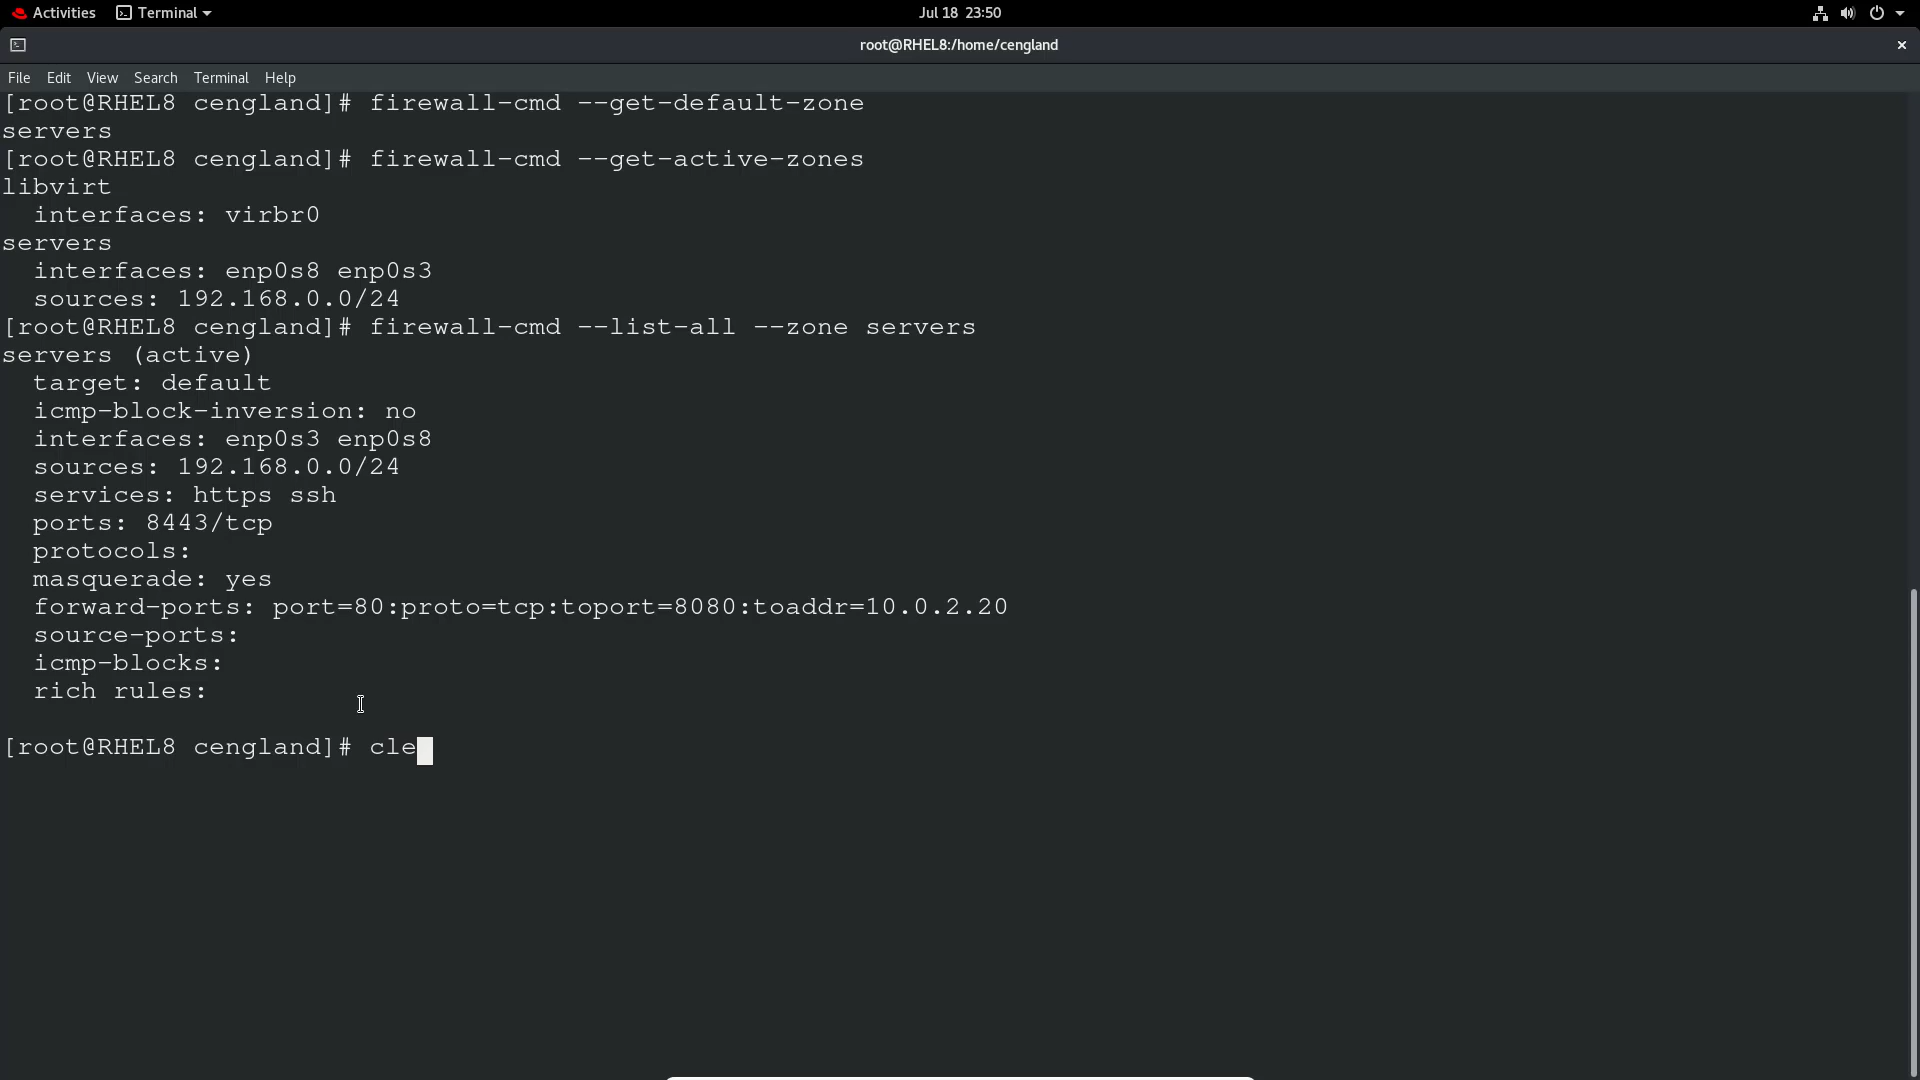 Activities Terminal Jul 18 23:50
root@RHEL8:/home/cengland
File Edit View Search Terminal Help
[root@RHEL8 cengland]# firewall-cmd --get-default-zone
servers
[root@RHEL8 cengland]# firewall-cmd --get-active-zones
libvirt
  interfaces: virbr0
servers
  interfaces: enp0s8 enp0s3
  sources: 192.168.0.0/24
[root@RHEL8 cengland]# firewall-cmd --list-all --zone servers
servers (active)
  target: default
  icmp-block-inversion: no
  interfaces: enp0s3 enp0s8
  sources: 192.168.0.0/24
  services: https ssh
  ports: 8443/tcp
  protocols:
  masquerade: yes
  forward-ports: port=80:proto=tcp:toport=8080:toaddr=10.0.2.20
  source-ports:
  icmp-blocks:
  rich rules:
[root@RHEL8 cengland]# cle